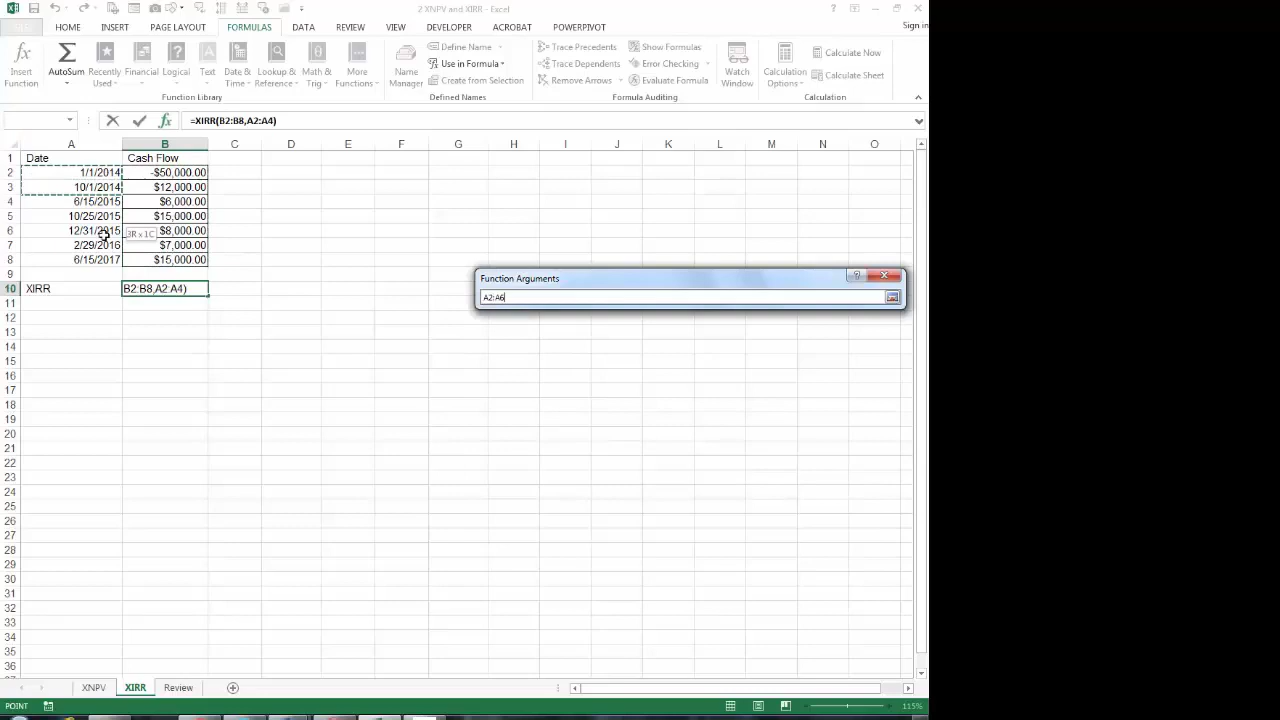 2 XNPV and XIRR - Excel
HOME INSERT PAGE LAYOUT FORMULAS DATA REVIEW VIEW DEVELOPER ACROBAT POWERPIVOT
Sign in
Insert Function
AutoSum
Recently Used
Financial
Logical
Text
Date & Time
Lookup & Reference
Math & Trig
More Functions
Function Library
Name Manager
Define Name
Use in Formula
Create from Selection
Defined Names
Trace Precedents
Trace Dependents
Remove Arrows
Show Formulas
Error Checking
Evaluate Formula
Formula Auditing
Watch Window
Calculation Options
Calculate Now
Calculate Sheet
Calculation
=XIRR(B2:B8,A2:A4)
A B C D E F G H I J K L M N O
1 Date Cash Flow
2 1/1/2014 -$50,000.00
3 10/1/2014 $12,000.00
4 6/15/2015 $6,000.00
5 10/25/2015 $15,000.00
6 12/31/2015 3R x 1C $8,000.00
7 2/29/2016 $7,000.00
8 6/15/2017 $15,000.00
9
10 XIRR B2:B8,A2:A4)
11
12
13
14
15
16
17
18
19
20
21
22
23
24
25
26
27
28
29
30
31
32
33
34
35
36
Function Arguments
A2:A6
XNPV XIRR Review
POINT
115%